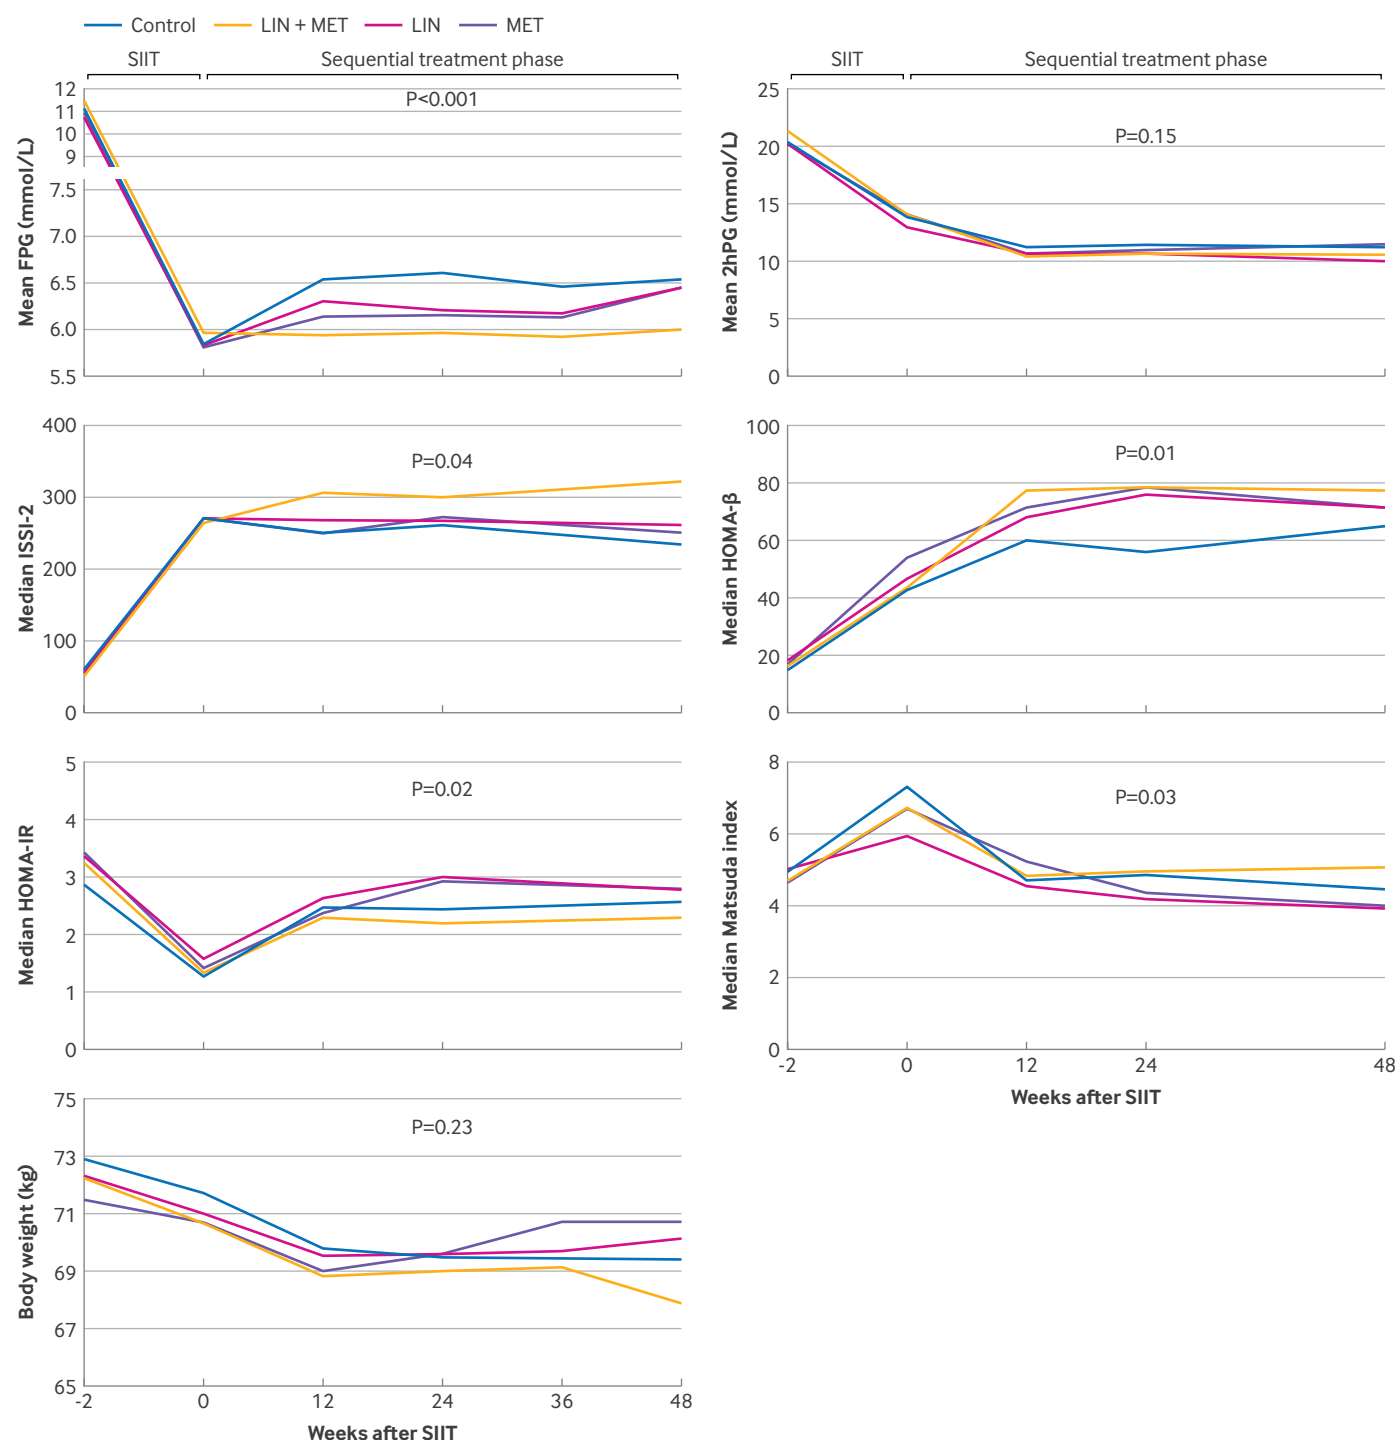 Control LIN + MET LIN MET
SIIT Sequential treatment phase
Mean FPG (mmol/L)
12
11
10
9
7.5
7.0
6.5
6.0
5.5
P<0.001
SIIT Sequential treatment phase
Mean 2hPG (mmol/L)
25
20
15
10
5
0
P=0.15
Median ISSI-2
400
300
200
100
0
P=0.04
Median HOMA-β
100
80
60
40
20
0
P=0.01
Median HOMA-IR
5
4
3
2
1
0
P=0.02
Median Matsuda index
8
6
4
2
0
P=0.03
-2 0 12 24 48
Weeks after SIIT
Body weight (kg)
75
73
71
69
67
65
P=0.23
-2 0 12 24 36 48
Weeks after SIIT